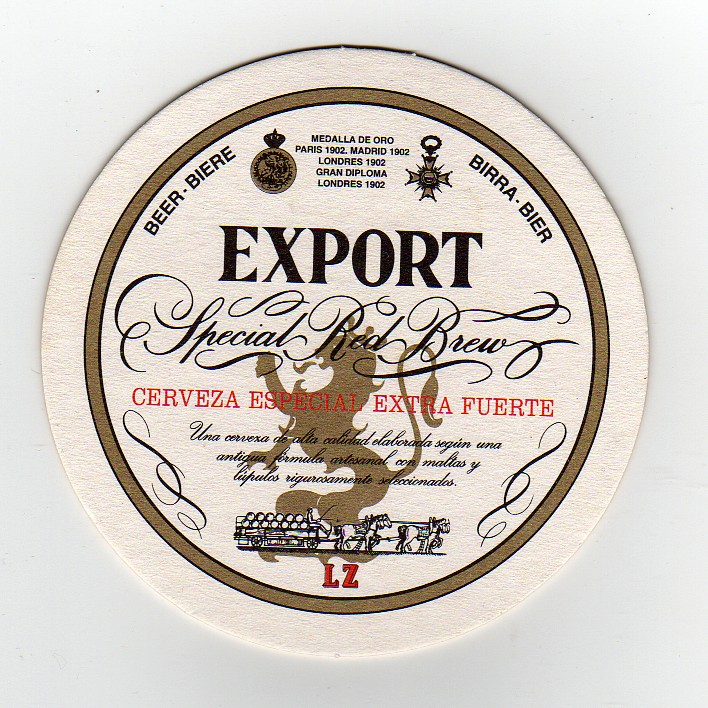 MEDALLA DE ORO
PARIS 1902. MADRID 1902
LONDRES 1902
GRAN DIPLOMA
LONDRES 1902
BEER - BIERE
BIRRA - BIER
EXPORT
Special Red Brew
CERVEZA ESPECIAL EXTRA FUERTE
Una cerveza de alta calidad elaborada según una
antigua fórmula artesanal con maltas y
lúpulos rigurosamente seleccionados.
LZ